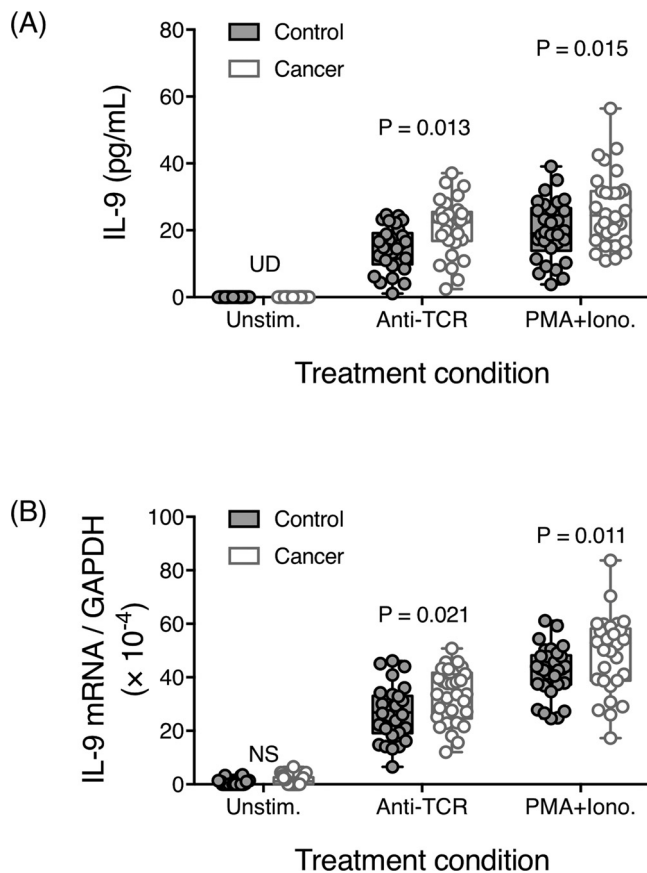 (A)
Control
Cancer
IL-9 (pg/mL)
80
60
40
20
0
P = 0.015
P = 0.013
UD
Unstim.
Anti-TCR
PMA+Iono.
Treatment condition
(B)
Control
Cancer
IL-9 mRNA / GAPDH
(× 10⁻⁴)
100
80
60
40
20
0
P = 0.011
P = 0.021
NS
Unstim.
Anti-TCR
PMA+Iono.
Treatment condition